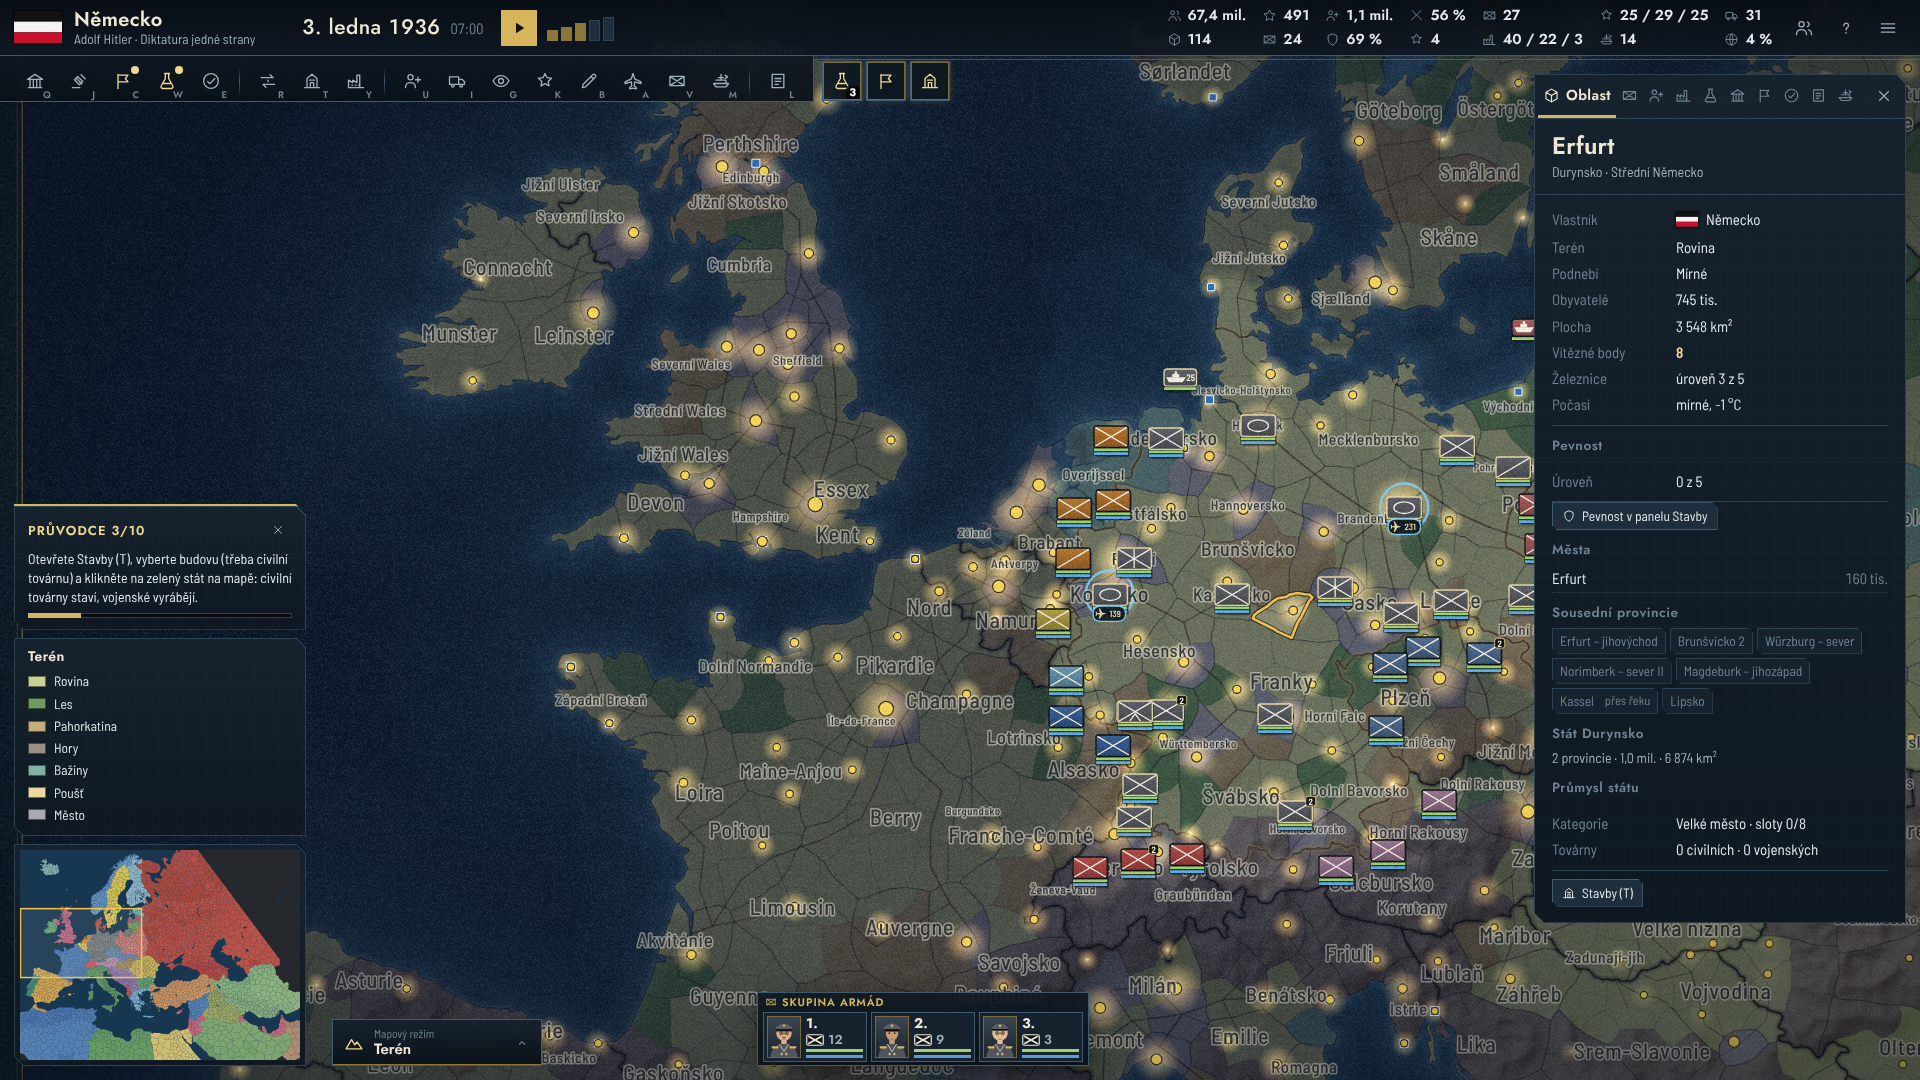 Německo
Adolf Hitler · Diktatura jedné strany
3. ledna 1936 07:00
67,4 mil. 491 1,1 mil. 56 % 27 25 / 29 / 25 31
114 24 69 % 4 40 / 22 / 3 14 4 %
Q J C W E R T Y U I G K B A V M L
3
Oblast
Erfurt
Durynsko · Střední Německo
Vlastník Německo
Terén Rovina
Podnebí Mírné
Obyvatelé 745 tis.
Plocha 3 548 km²
Vítězné body 8
Železnice úroveň 3 z 5
Počasí mírné, -1 °C
Pevnost
Úroveň 0 z 5
Pevnost v panelu Stavby
Města
Erfurt 160 tis.
Sousední provincie
Erfurt – jihovýchod Brunšvicko 2 Würzburg – sever
Norimberk – sever II Magdeburk – jihozápad
Kassel přes řeku Lipsko
Stát Durynsko
2 provincie · 1,0 mil. · 6 874 km²
Průmysl státu
Kategorie Velké město · sloty 0/8
Továrny 0 civilních · 0 vojenských
Stavby (T)
PRŮVODCE 3/10
Otevřete Stavby (T), vyberte budovu (třeba civilní
továrnu) a klikněte na zelený stát na mapě: civilní
továrny staví, vojenské vyrábějí.
Terén
Rovina
Les
Pahorkatina
Hory
Bažiny
Poušť
Město
Mapový režim
Terén
SKUPINA ARMÁD
1. 12
2. 9
3. 3
Sørlandet
Göteborg
Perthshire
Edinburgh
Jižní Skotsko
Jižní Ulster
Severní Irsko
Connacht
Cumbria
Munster
Leinster
Severní Wales
Sheffield
Střední Wales
Jižní Wales
Devon
Essex
Hampshire
Kent
Severní Jutsko
Jižní Jutsko
Sjælland
Småland
Skåne
25
Mecklenbursko
Overijssel
Hannoversko
Brunšvicko
Zéland
Brabant
Antverpy
231
139
Nord
Namur
Hesensko
Franky
Plzeň
Dolní Normandie
Pikardie
Champagne
Západní Bretaň
Île-de-France
Lotrinsko
Württembersko
Horní Falc
Alsasko
Maine-Anjou
Loira
Švábsko
Dolní Bavorsko
Dolní Rakousy
Burgundsko
Poitou
Berry
Franche-Comté
Horní Rakousy
Ženeva-Vaud
Graubünden
Korutany
Limousin
Auvergne
Akvitánie
Savojsko
Friuli
Maribor
Velká nížina
Zadunají-jih
Lublaň
Asturie
Milán
Benátsko
Záhřeb
Vojvodina
Istrie
Emilie
Lika
Srem-Slavonie
Baskicko
Gaskoňsko
Languedoc
Romagna